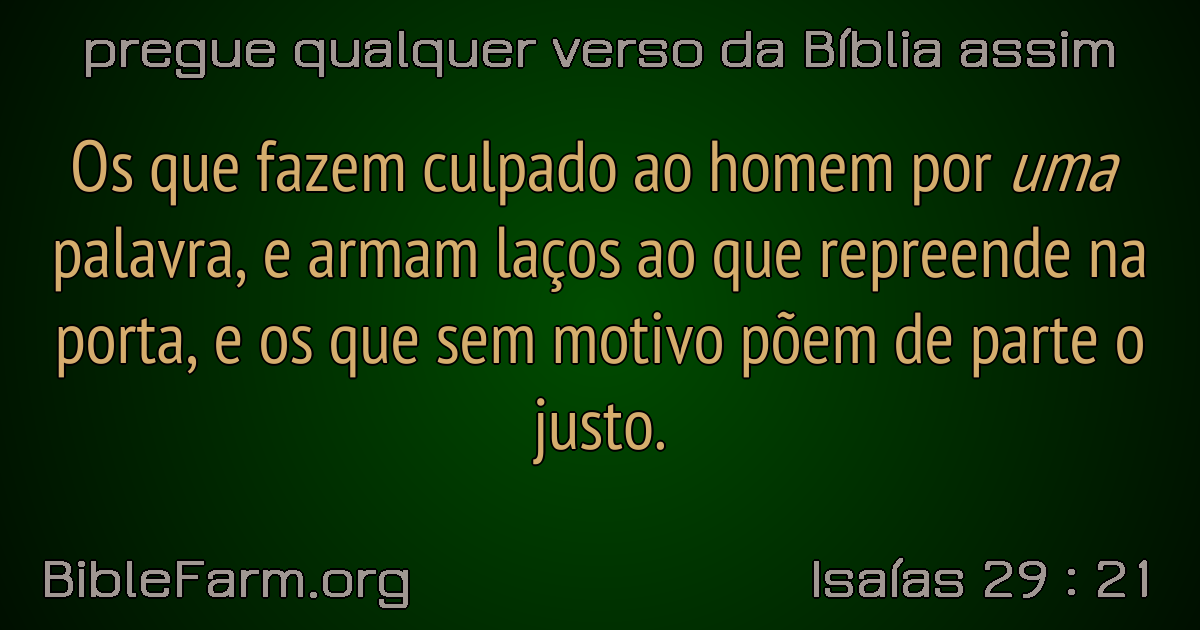 pregue qualquer verso da Bíblia assim
Os que fazem culpado ao homem por uma
palavra, e armam laços ao que repreende na
porta, e os que sem motivo põem de parte o
justo.
BibleFarm.org
Isaías 29 : 21